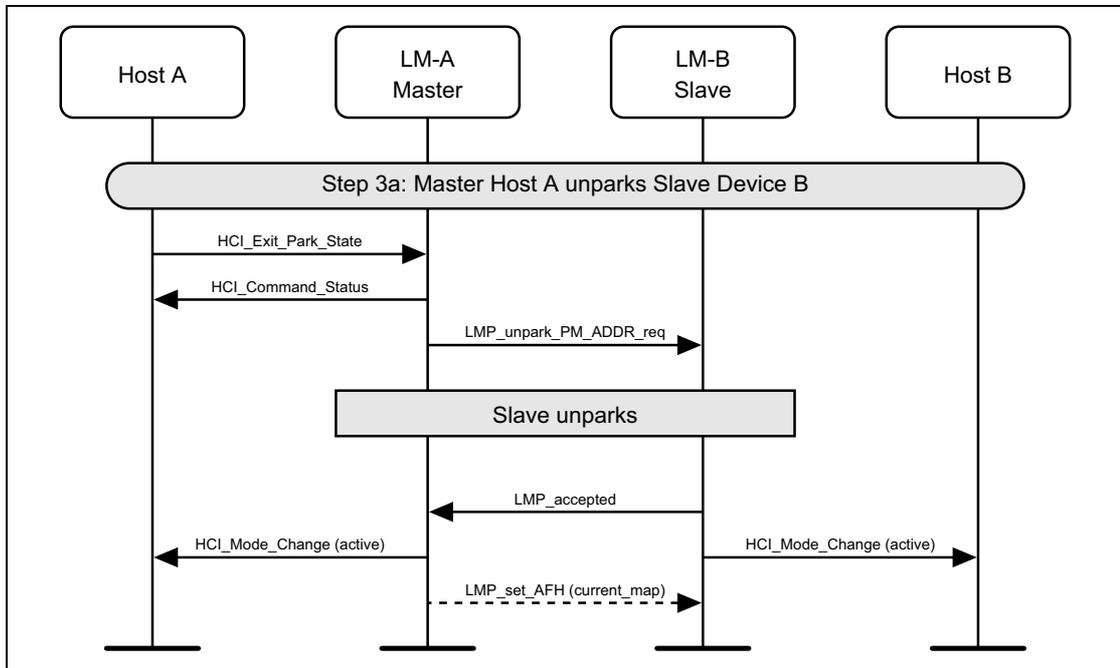 Host A
LM-A
Master
LM-B
Slave
Host B
Step 3a: Master Host A unparks Slave Device B
HCI_Exit_Park_State
HCI_Command_Status
LMP_unpark_PM_ADDR_req
Slave unparks
LMP_accepted
HCI_Mode_Change (active)
HCI_Mode_Change (active)
LMP_set_AFH (current_map)